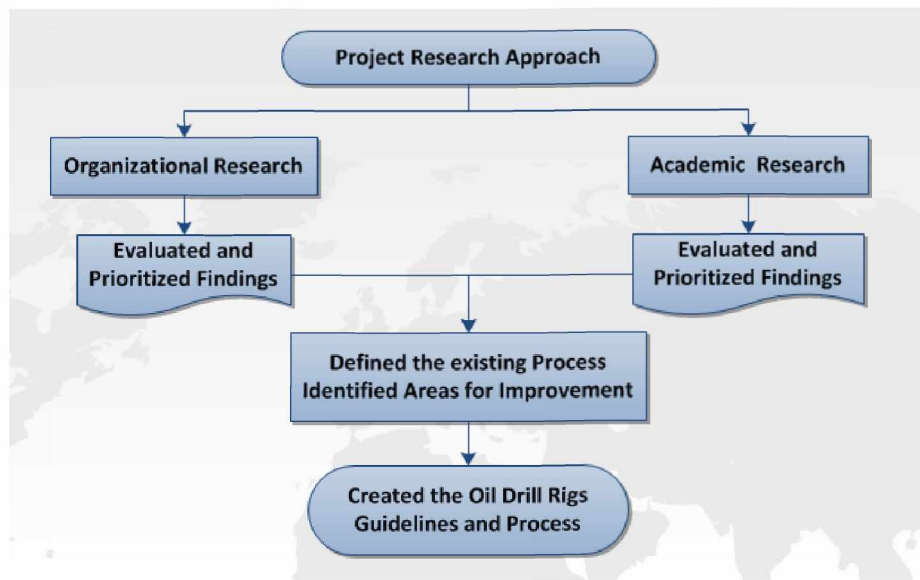 Project Research Approach
Organizational Research
Academic Research
Evaluated and
Prioritized Findings
Evaluated and
Prioritized Findings
Defined the existing Process
Identified Areas for Improvement
Created the Oil Drill Rigs
Guidelines and Process